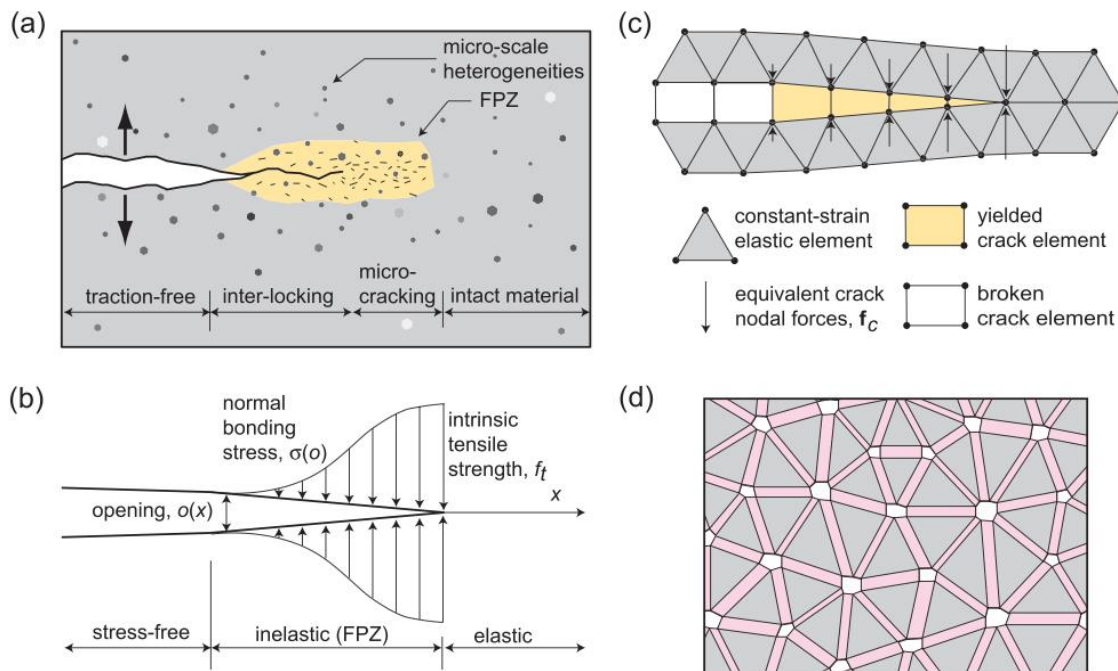 (a)
micro-scale
heterogeneities
FPZ
traction-free
inter-locking
micro-
cracking
intact material
(b)
normal
bonding
stress, σ(o)
intrinsic
tensile
strength, fₜ
x
opening, o(x)
stress-free
inelastic (FPZ)
elastic
(c)
constant-strain
elastic element
yielded
crack element
equivalent crack
nodal forces, f_c
broken
crack element
(d)